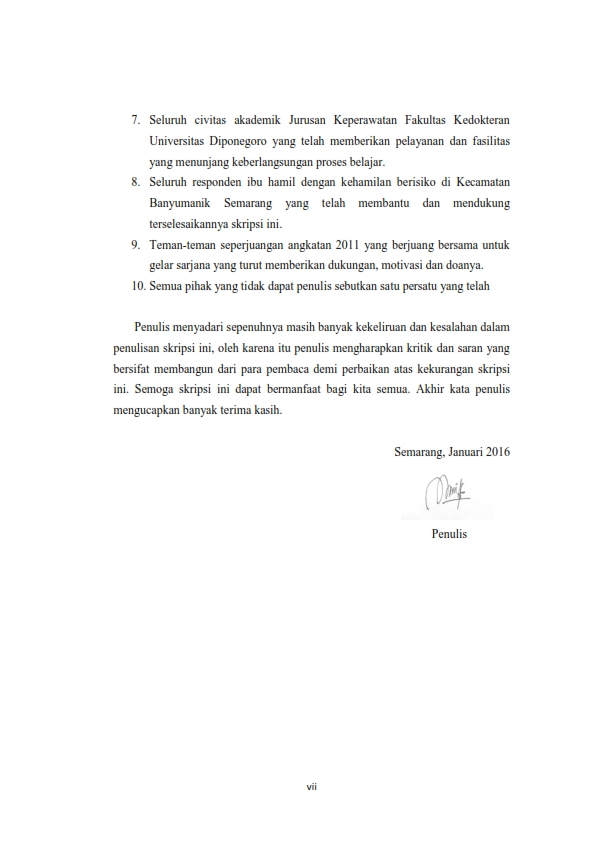 7. Seluruh civitas akademik Jurusan Keperawatan Fakultas Kedokteran
Universitas Diponegoro yang telah memberikan pelayanan dan fasilitas
yang menunjang keberlangsungan proses belajar.
8. Seluruh responden ibu hamil dengan kehamilan berisiko di Kecamatan
Banyumanik Semarang yang telah membantu dan mendukung
terselesaikannya skripsi ini.
9. Teman-teman seperjuangan angkatan 2011 yang berjuang bersama untuk
gelar sarjana yang turut memberikan dukungan, motivasi dan doanya.
10. Semua pihak yang tidak dapat penulis sebutkan satu persatu yang telah
Penulis menyadari sepenuhnya masih banyak kekeliruan dan kesalahan dalam
penulisan skripsi ini, oleh karena itu penulis mengharapkan kritik dan saran yang
bersifat membangun dari para pembaca demi perbaikan atas kekurangan skripsi
ini. Semoga skripsi ini dapat bermanfaat bagi kita semua. Akhir kata penulis
mengucapkan banyak terima kasih.
Semarang, Januari 2016
Penulis
vii